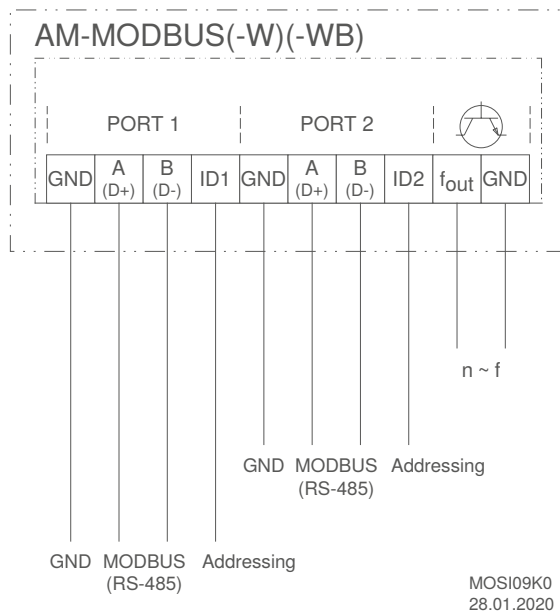 AM-MODBUS(-W)(-WB)
PORT 1 PORT 2
GND A (D+) B (D-) ID1 GND A (D+) B (D-) ID2 fout GND
n ~ f
GND MODBUS Addressing
(RS-485)
GND MODBUS Addressing
(RS-485)
MOSI09K0
28.01.2020